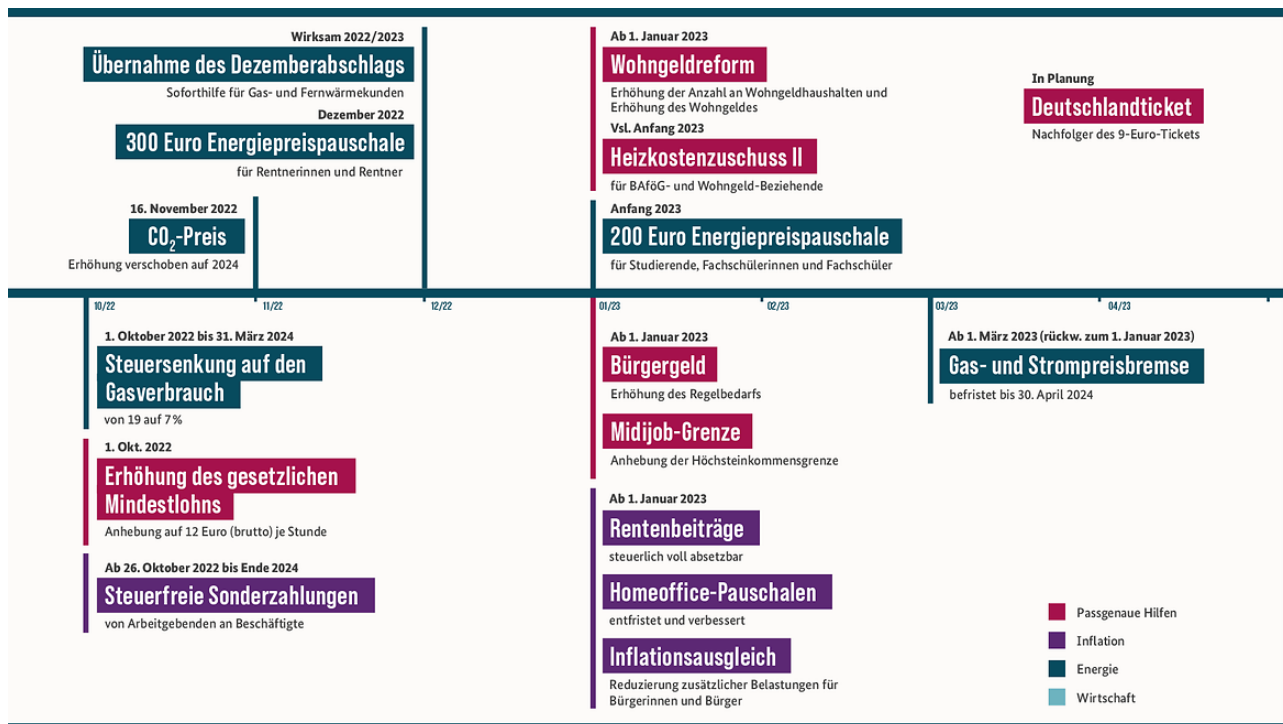 Wirksam 2022/2023
Übernahme des Dezemberabschlags
Soforthilfe für Gas- und Fernwärmekunden
Dezember 2022
300 Euro Energiepreispauschale
für Rentnerinnen und Rentner
16. November 2022
CO₂-Preis
Erhöhung verschoben auf 2024
Ab 1. Januar 2023
Wohngeldreform
Erhöhung der Anzahl an Wohngeldhaushalten und
Erhöhung des Wohngeldes
Vsl. Anfang 2023
Heizkostenzuschuss II
für BAföG- und Wohngeld-Beziehende
Anfang 2023
200 Euro Energiepreispauschale
für Studierende, Fachschülerinnen und Fachschüler
In Planung
Deutschlandticket
Nachfolger des 9-Euro-Tickets
10/22 11/22 12/22 01/23 02/23 03/23 04/23
1. Oktober 2022 bis 31. März 2024
Steuersenkung auf den
Gasverbrauch
von 19 auf 7 %
1. Okt. 2022
Erhöhung des gesetzlichen
Mindestlohns
Anhebung auf 12 Euro (brutto) je Stunde
Ab 26. Oktober 2022 bis Ende 2024
Steuerfreie Sonderzahlungen
von Arbeitgebenden an Beschäftigte
Ab 1. Januar 2023
Bürgergeld
Erhöhung des Regelbedarfs
Midijob-Grenze
Anhebung der Höchsteinkommensgrenze
Ab 1. Januar 2023
Rentenbeiträge
steuerlich voll absetzbar
Homeoffice-Pauschalen
entfristet und verbessert
Inflationsausgleich
Reduzierung zusätzlicher Belastungen für
Bürgerinnen und Bürger
Ab 1. März 2023 (rückw. zum 1. Januar 2023)
Gas- und Strompreisbremse
befristet bis 30. April 2024
Passgenaue Hilfen
Inflation
Energie
Wirtschaft